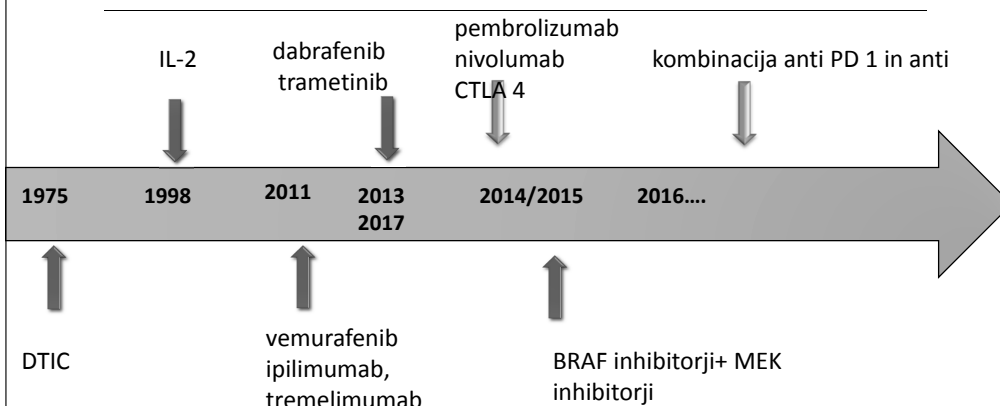 IL-2
dabrafenib
trametinib
pembrolizumab
nivolumab
CTLA 4
kombinacija anti PD 1 in anti
1975
1998
2011
2013
2017
2014/2015
2016....
DTIC
vemurafenib
ipilimumab,
tremelimumab
BRAF inhibitorji+ MEK
inhibitorji